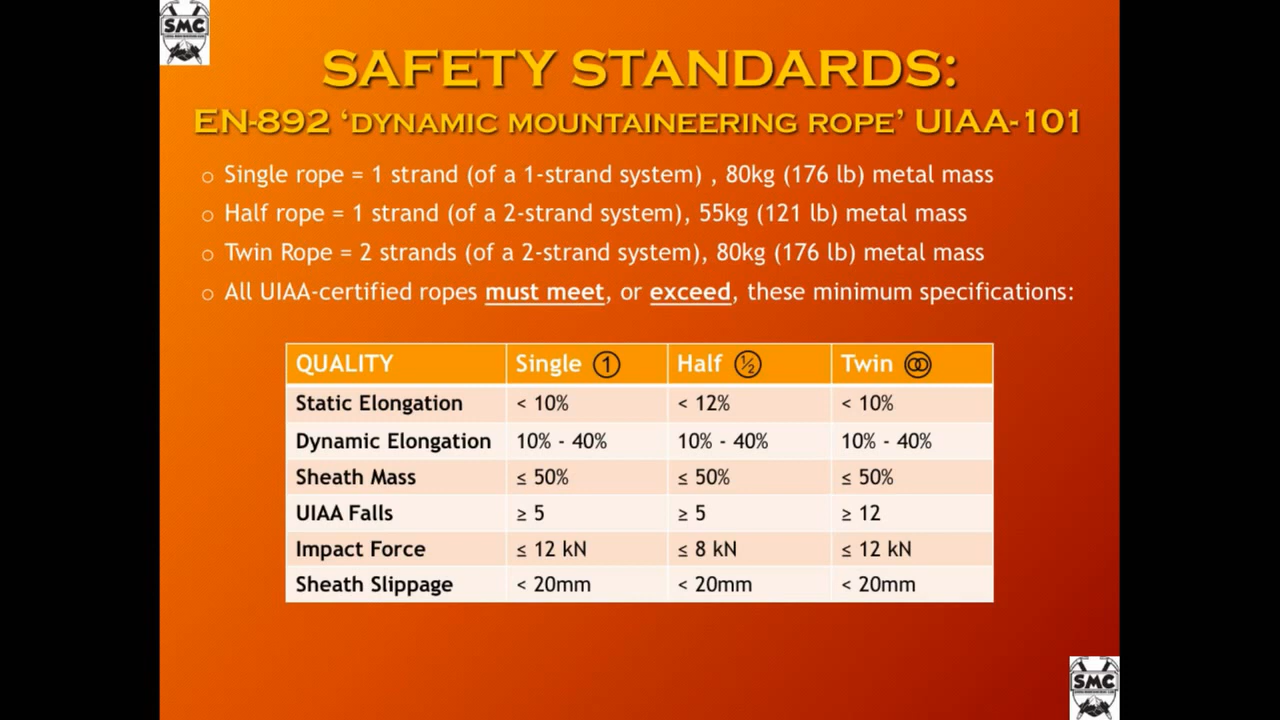 SMC
SAFETY STANDARDS:
EN-892 ‘DYNAMIC MOUNTAINEERING ROPE’ UIAA-101
○ Single rope = 1 strand (of a 1-strand system) , 80kg (176 lb) metal mass
○ Half rope = 1 strand (of a 2-strand system), 55kg (121 lb) metal mass
○ Twin Rope = 2 strands (of a 2-strand system), 80kg (176 lb) metal mass
○ All UIAA-certified ropes must meet, or exceed, these minimum specifications:
QUALITY Single ① Half ½ Twin
Static Elongation < 10% < 12% < 10%
Dynamic Elongation 10% - 40% 10% - 40% 10% - 40%
Sheath Mass ≤ 50% ≤ 50% ≤ 50%
UIAA Falls ≥ 5 ≥ 5 ≥ 12
Impact Force ≤ 12 kN ≤ 8 kN ≤ 12 kN
Sheath Slippage < 20mm < 20mm < 20mm
SMC